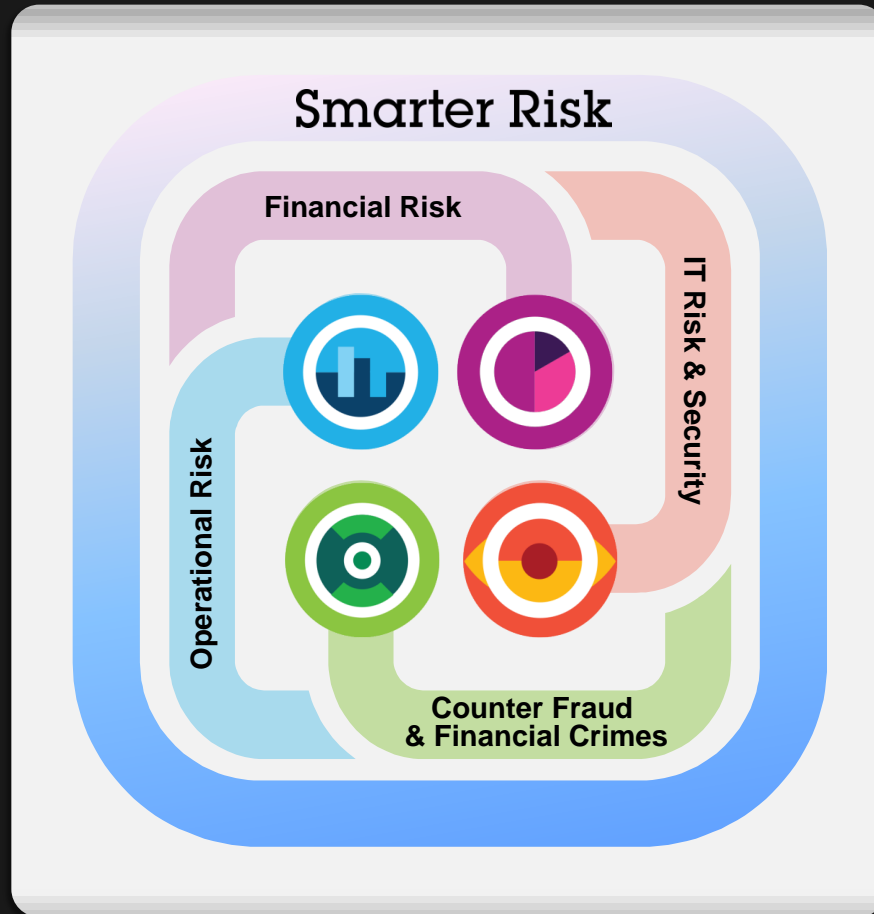 Smarter Risk
Financial Risk
IT Risk & Security
Operational Risk
Counter Fraud
& Financial Crimes